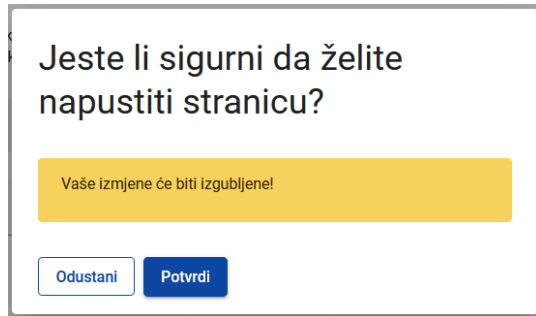 Jeste li sigurni da želite
napustiti stranicu?
Vaše izmjene će biti izgubljene!
Odustani
Potvrdi